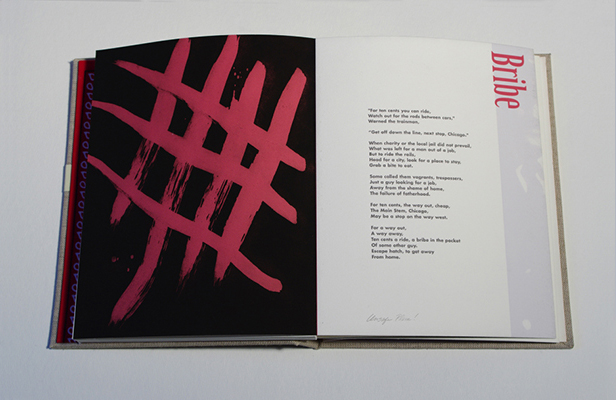 Bribe
"For ten cents you can ride,
Watch out for the rods between cars,"
Warned the trainman.
"Get off down the line, next stop, Chicago."
When charity or the local jail did not prevail,
What was left for a man out of a job,
But to ride the rails,
Head for a city, look for a place to stay,
Grab a bite to eat.
Some called them vagrants, trespassers,
Just a guy looking for a job,
Away from the shame of home,
The failure of fatherhood.
For ten cents, the way out, cheap,
The Main Stem, Chicago,
May be a stop on the way west.
For a way out,
A way away,
Ten cents a ride, a bribe in the pocket
Of some other guy.
Escape hatch, to get away
From home.